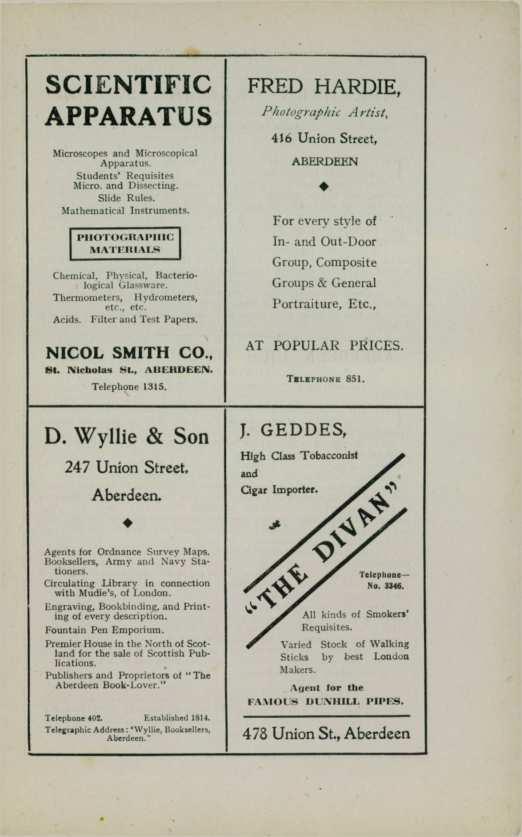 SCIENTIFIC
APPARATUS
Microscopes and Microscopical
Apparatus.
Students' Requisites
Micro. and Dissecting.
Slide Rules.
Mathematical Instruments.
PHOTOGRAPHIC
MATERIALS
Chemical, Physical, Bacterio-
logical Glassware.
Thermometers, Hydrometers,
etc., etc.
Acids. Filter and Test Papers.
NICOL SMITH CO.,
St. Nicholas St., ABERDEEN.
Telephone 1315.
FRED HARDIE,
Photographic Artist,
416 Union Street,
ABERDEEN
For every style of
In- and Out-Door
Group, Composite
Groups & General
Portraiture, Etc.,
AT POPULAR PRICES.
TELEPHONE 851.
D. Wyllie & Son
247 Union Street,
Aberdeen.
Agents for Ordnance Survey Maps.
Booksellers, Army and Navy Sta-
tioners.
Circulating Library in connection
with Mudie's, of London.
Engraving, Bookbinding, and Print-
ing of every description.
Fountain Pen Emporium.
Premier House in the North of Scot-
land for the sale of Scottish Pub-
lications.
Publishers and Proprietors of "The
Aberdeen Book-Lover."
Telephone 402. Established 1814.
Telegraphic Address: "Wyllie, Booksellers,
Aberdeen."
J. GEDDES,
High Class Tobacconist
and
Cigar Importer.
"THE DIVAN"
Telephone—
No. 3346.
All kinds of Smokers'
Requisites.
Varied Stock of Walking
Sticks by best London
Makers.
Agent for the
FAMOUS DUNHILL PIPES.
478 Union St., Aberdeen